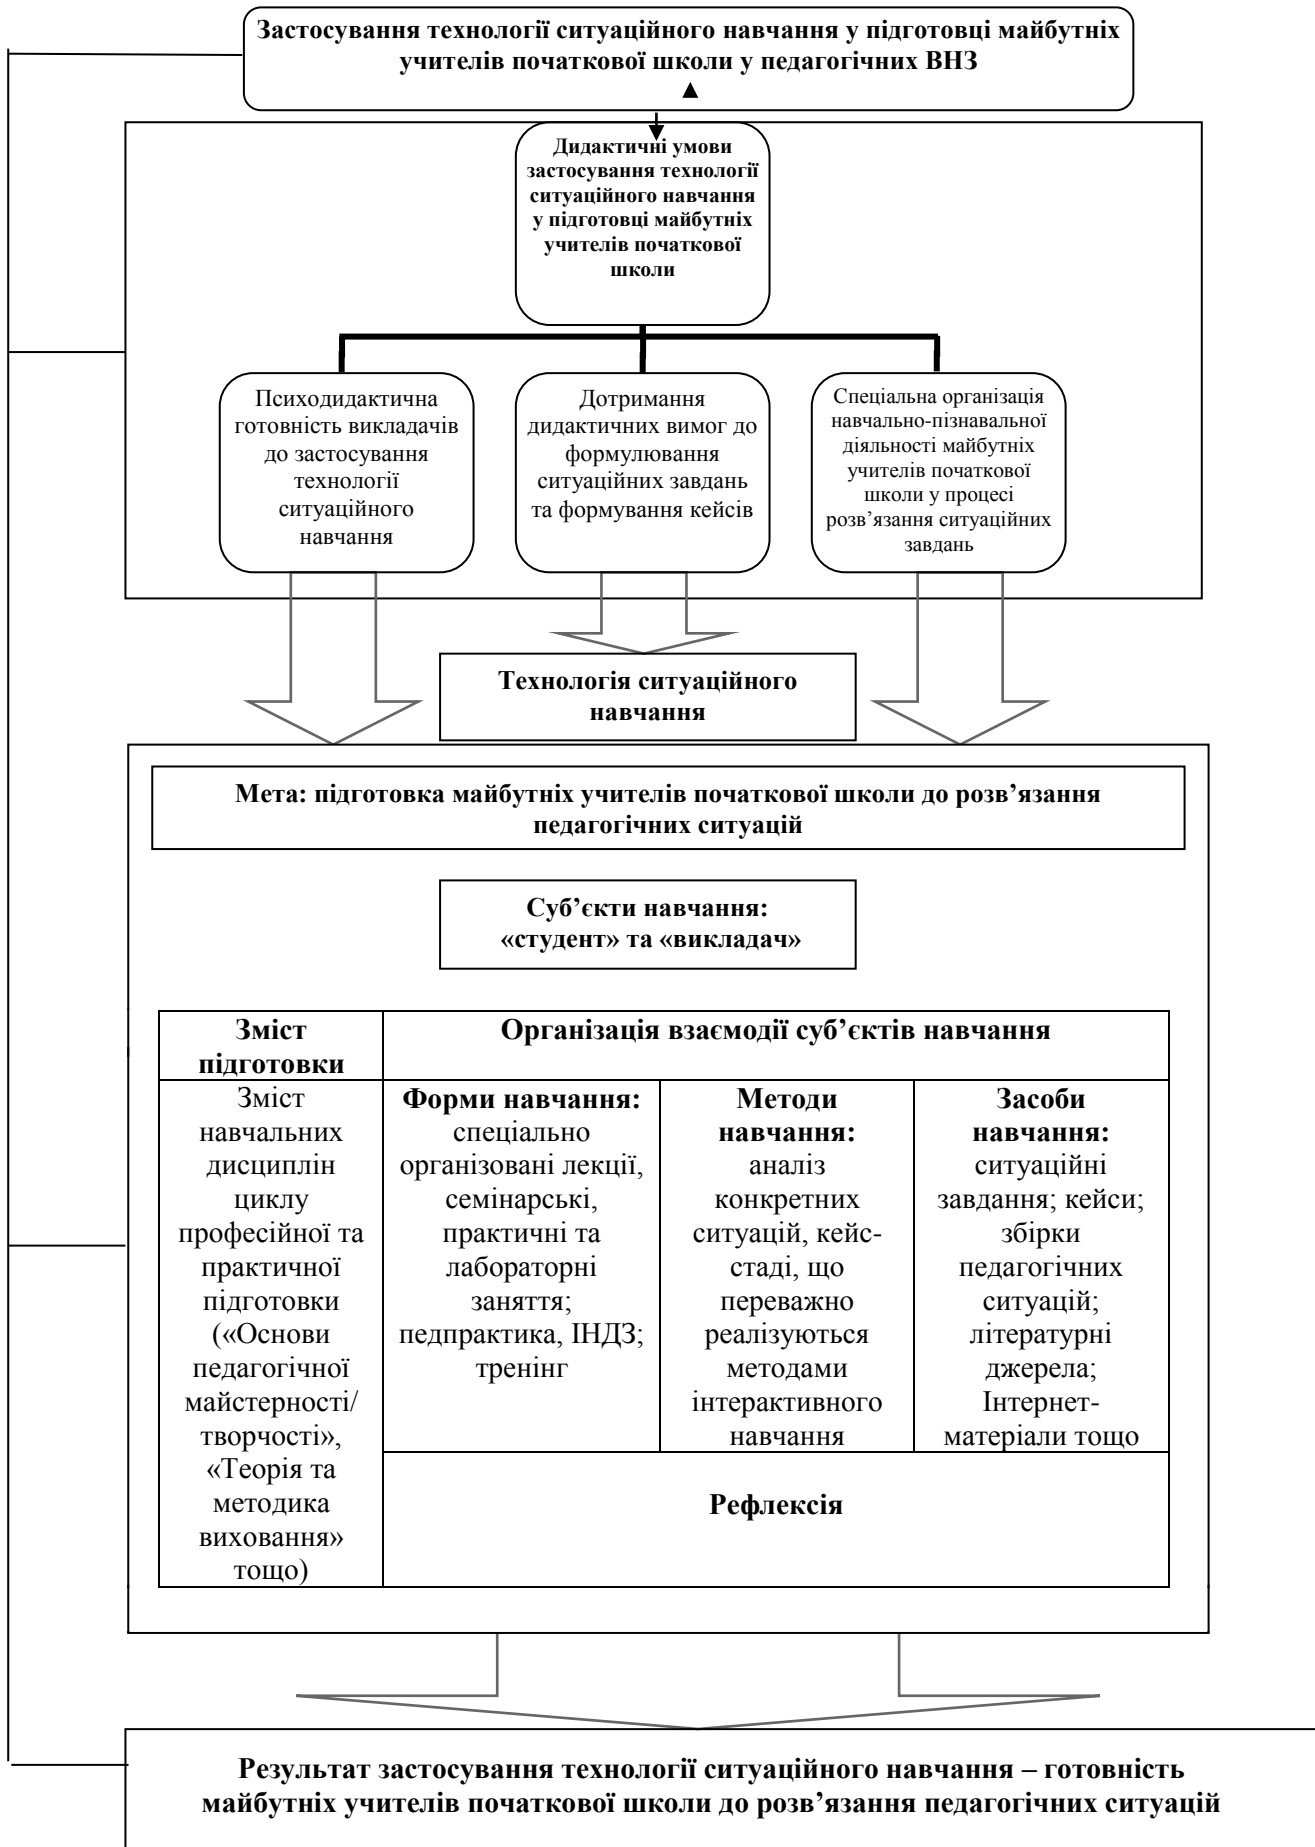 Застосування технології ситуаційного навчання у підготовці майбутніх
учителів початкової школи у педагогічних ВНЗ
Дидактичні умови
застосування технології
ситуаційного навчання
у підготовці майбутніх
учителів початкової
школи
Психодидактична
готовність викладачів
до застосування
технології
ситуаційного
навчання
Дотримання
дидактичних вимог до
формулювання
ситуаційних завдань
та формування кейсів
Спеціальна організація
навчально-пізнавальної
діяльності майбутніх
учителів початкової
школи у процесі
розв’язання ситуаційних
завдань
Технологія ситуаційного
навчання
Мета: підготовка майбутніх учителів початкової школи до розв’язання
педагогічних ситуацій
Суб’єкти навчання:
«студент» та «викладач»
Зміст
підготовки
Організація взаємодії суб’єктів навчання
Зміст
навчальних
дисциплін
циклу
професійної та
практичної
підготовки
(«Основи
педагогічної
майстерності/
творчості»,
«Теорія та
методика
виховання»
тощо)
Форми навчання:
спеціально
організовані лекції,
семінарські,
практичні та
лабораторні
заняття;
педпрактика, ІНДЗ;
тренінг
Методи
навчання:
аналіз
конкретних
ситуацій, кейс-
стаді, що
переважно
реалізуються
методами
інтерактивного
навчання
Засоби
навчання:
ситуаційні
завдання; кейси;
збірки
педагогічних
ситуацій;
літературні
джерела;
Інтернет-
матеріали тощо
Рефлексія
Результат застосування технології ситуаційного навчання – готовність
майбутніх учителів початкової школи до розв’язання педагогічних ситуацій